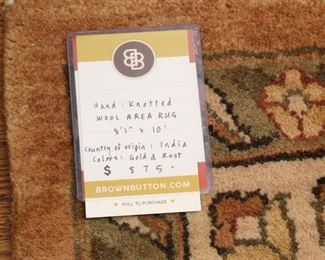 BB
Hand: Knotted
WOOL AREA RUG
8'1" x 10'
Country of origin: India
Colors: Gold & Rust
$ 875.
BROWNBUTTON.COM
PULL TO PURCHASE